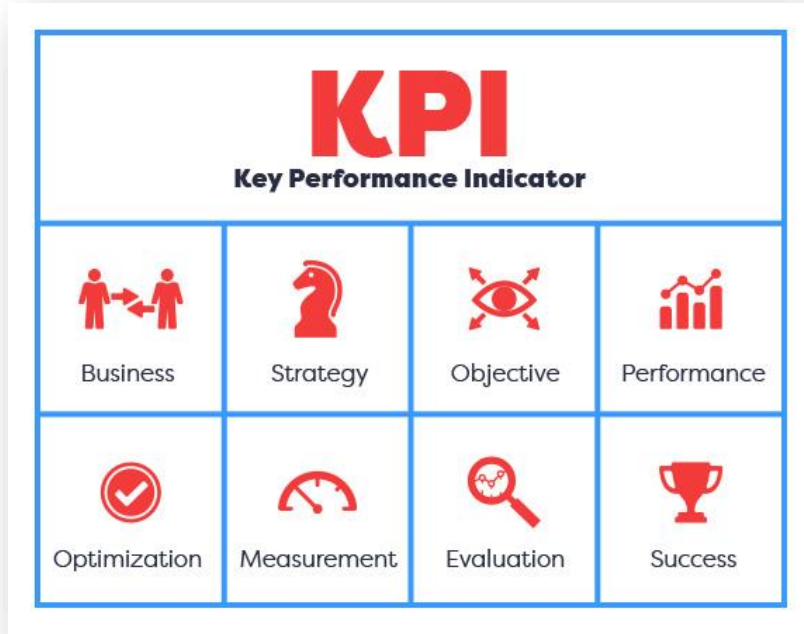 KPI
Key Performance Indicator
Business
Strategy
Objective
Performance
Optimization
Measurement
Evaluation
Success